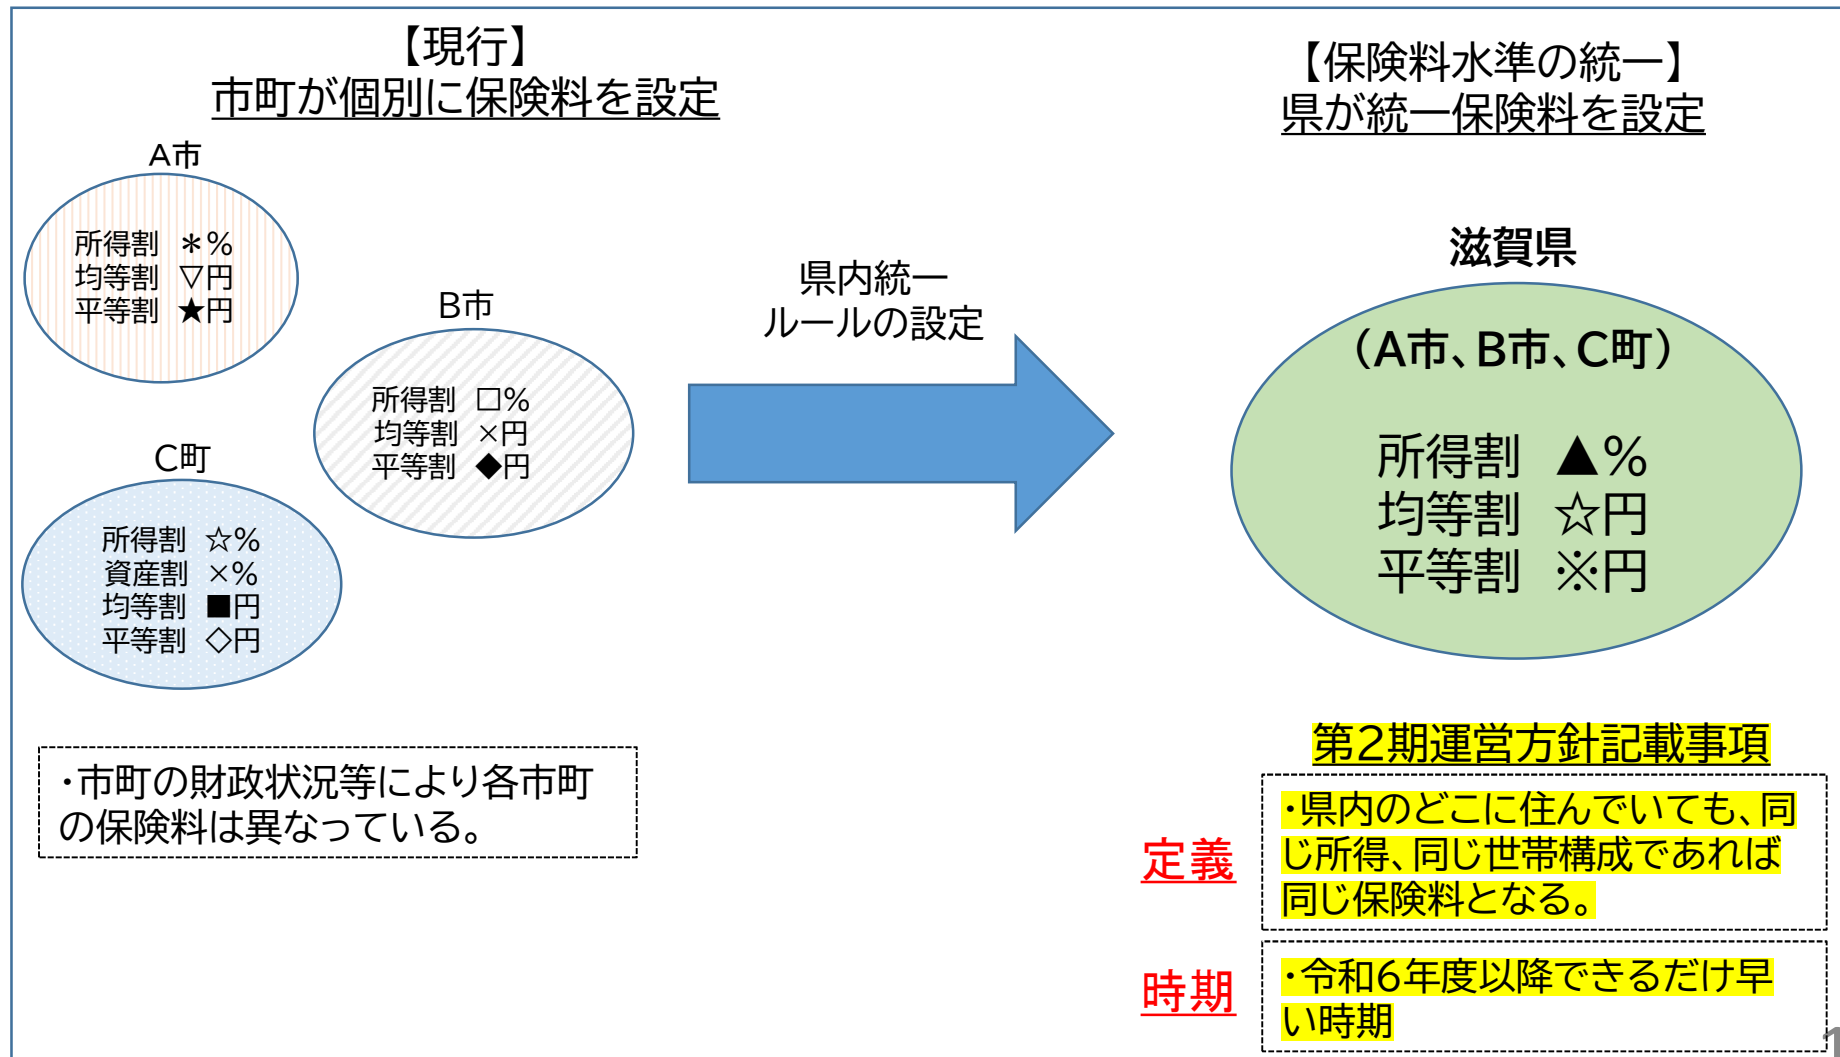 【現行】
市町が個別に保険料を設定
A市
所得割 ＊%
均等割 ▽円
平等割 ★円
B市
所得割 □%
均等割 ×円
平等割 ◆円
C町
所得割 ☆%
資産割 ×%
均等割 ■円
平等割 ◇円
・市町の財政状況等により各市町
の保険料は異なっている。
県内統一
ルールの設定
【保険料水準の統一】
県が統一保険料を設定
滋賀県
（A市、B市、C町）
所得割 ▲%
均等割 ☆円
平等割 ※円
第２期運営方針記載事項
定義
・県内のどこに住んでいても、同
じ所得、同じ世帯構成であれば
同じ保険料となる。
時期
・令和６年度以降できるだけ早
い時期